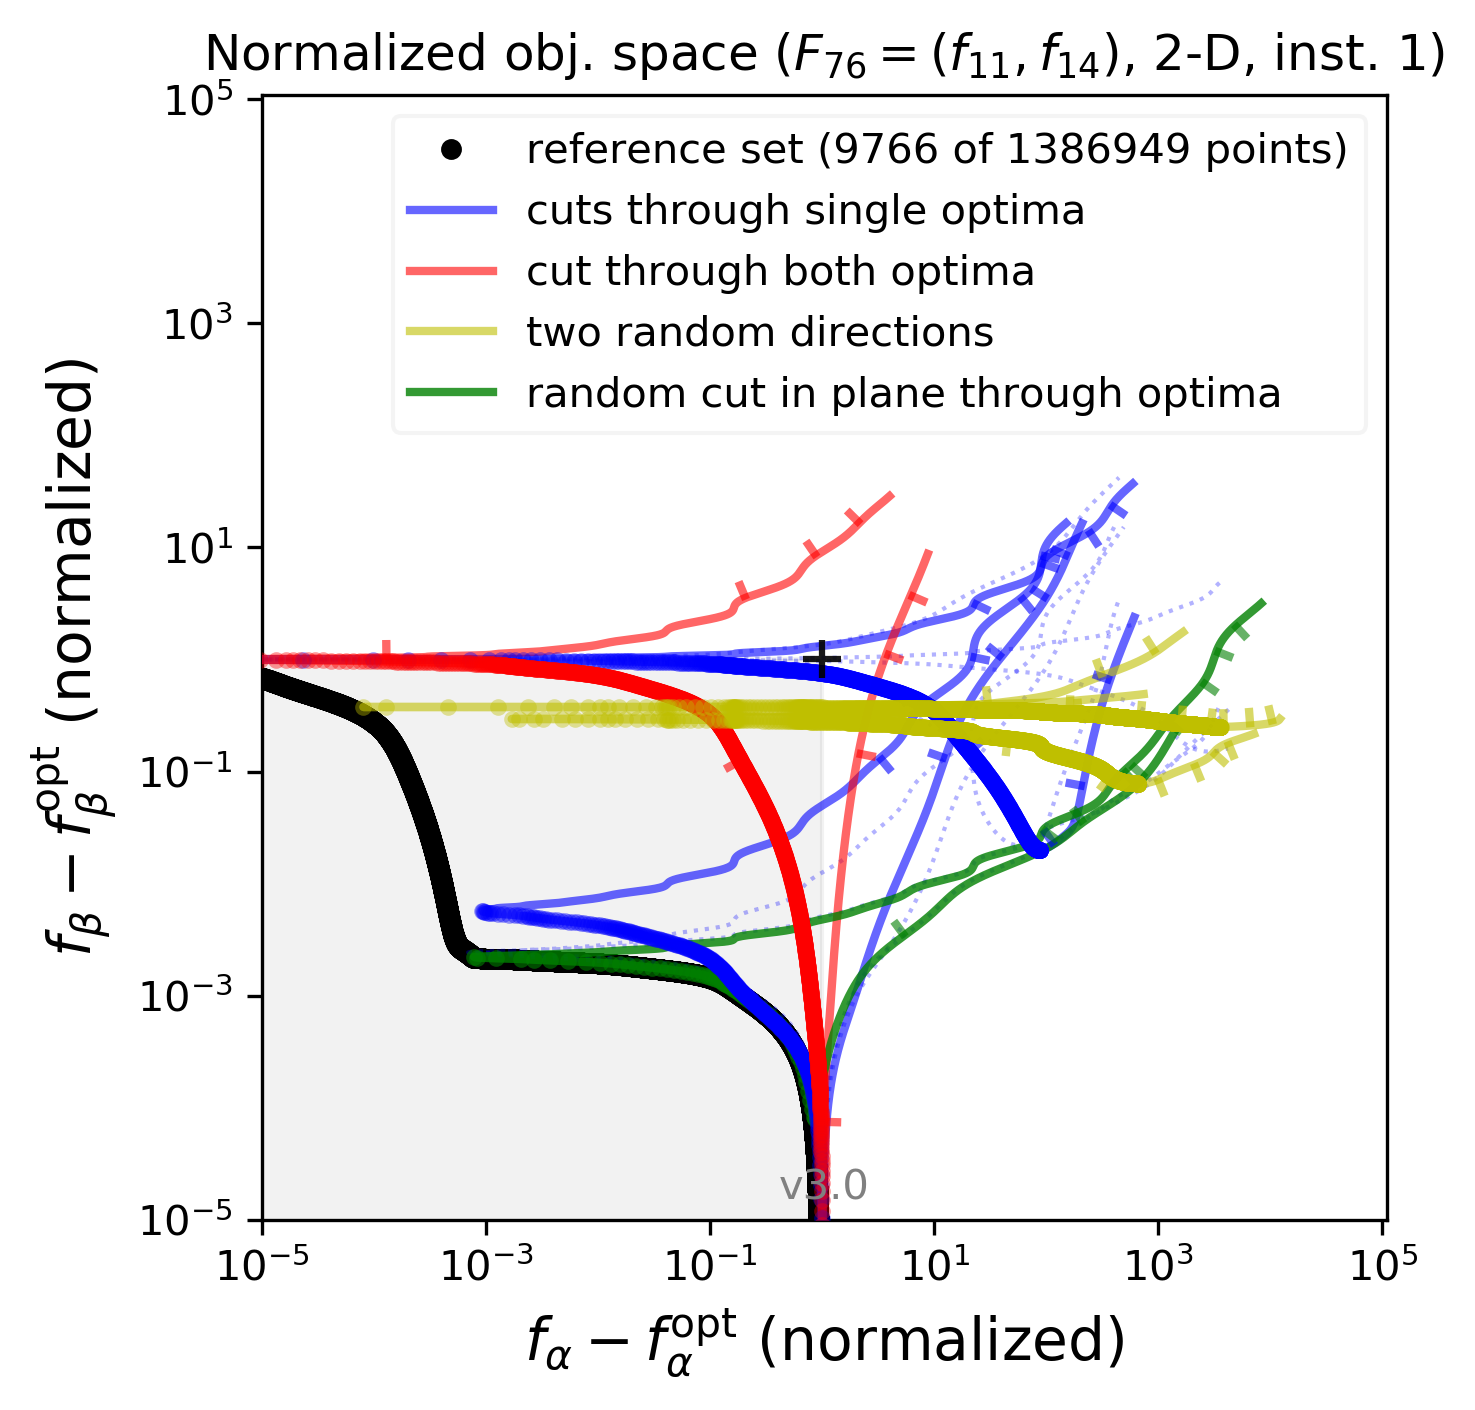 Normalized obj. space (F₇₆ = (f₁₁, f₁₄), 2-D, inst. 1)
10⁵
10³
10¹
10⁻¹
10⁻³
10⁻⁵
f_β − f_β^opt (normalized)
reference set (9766 of 1386949 points)
cuts through single optima
cut through both optima
two random directions
random cut in plane through optima
v3.0
10⁻⁵ 10⁻³ 10⁻¹ 10¹ 10³ 10⁵
f_α − f_α^opt (normalized)